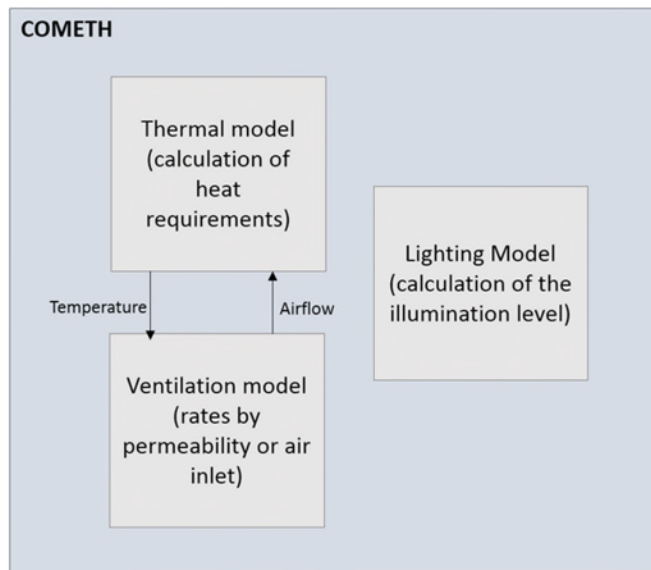 COMETH
Thermal model
(calculation of
heat
requirements)
Lighting Model
(calculation of the
illumination level)
Temperature
Airflow
Ventilation model
(rates by
permeability or air
inlet)